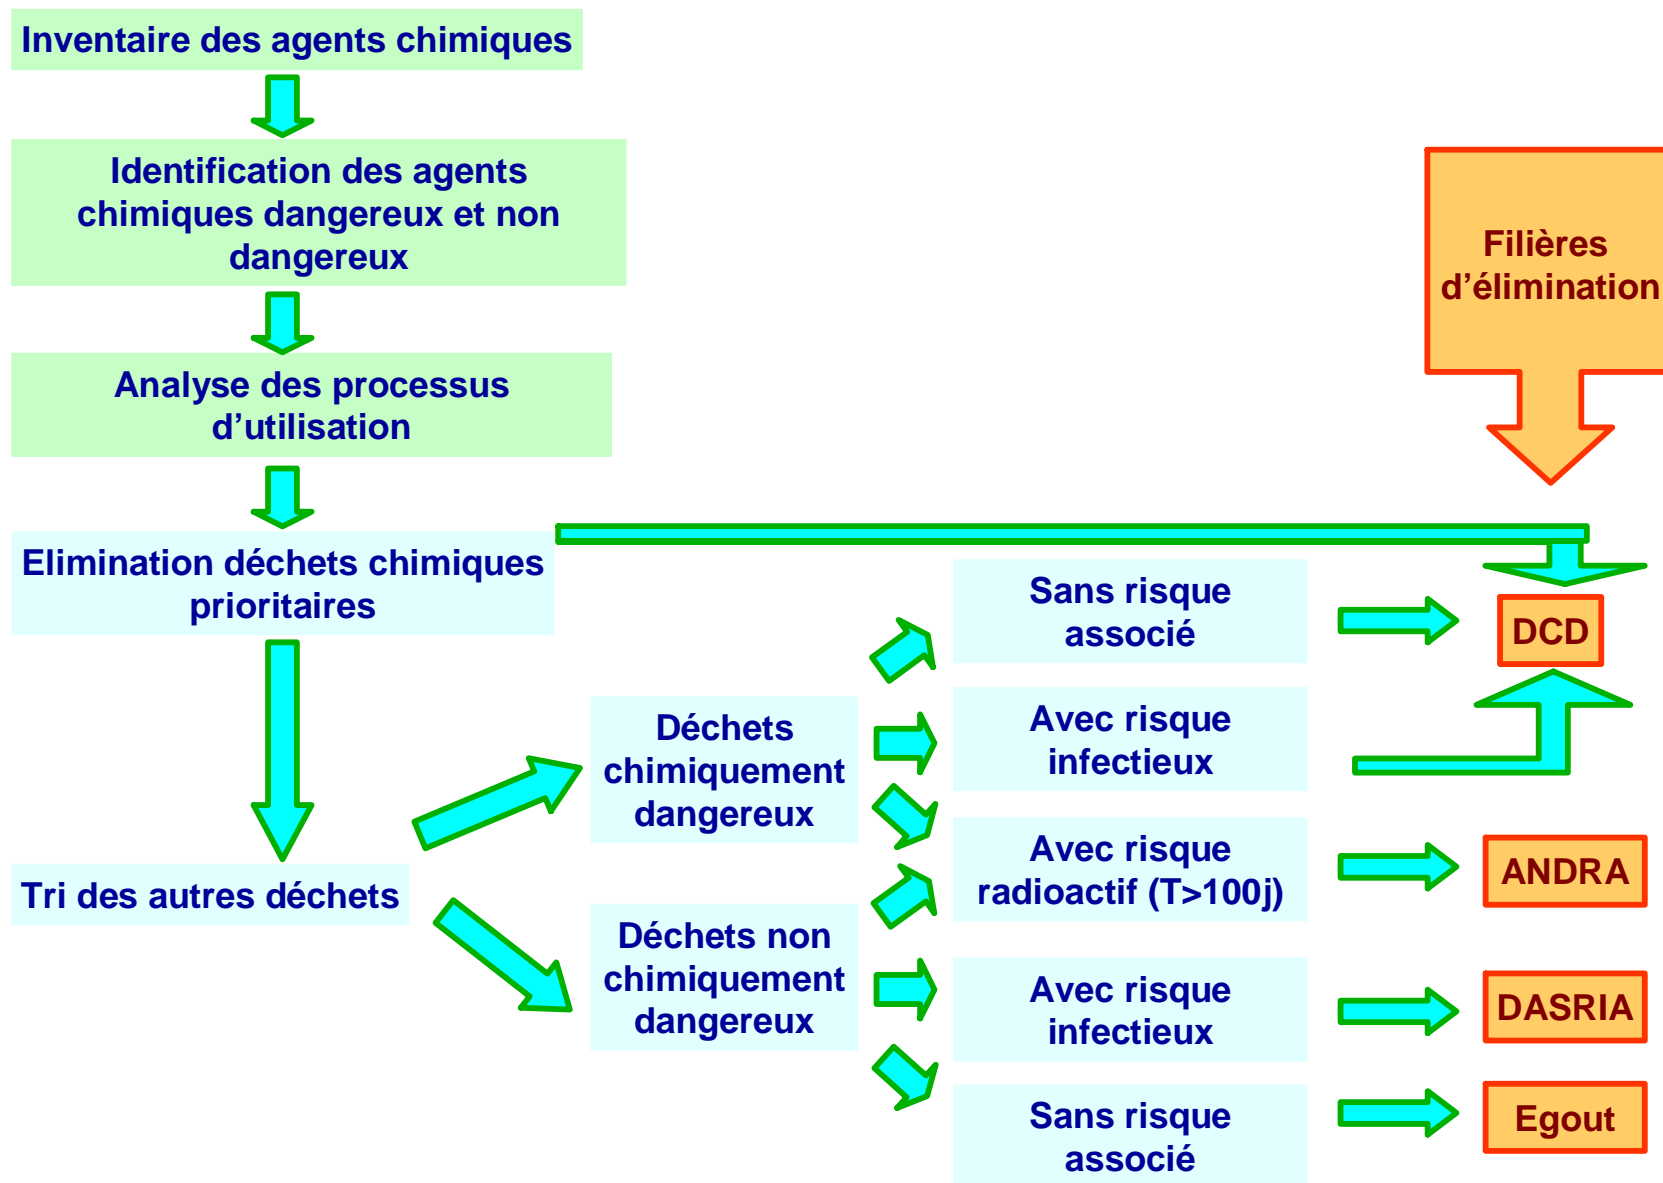 Inventaire des agents chimiques
Identification des agents
chimiques dangereux et non
dangereux
Analyse des processus
d’utilisation
Elimination déchets chimiques
prioritaires
Tri des autres déchets
Déchets
chimiquement
dangereux
Déchets non
chimiquement
dangereux
Sans risque
associé
Avec risque
infectieux
Avec risque
radioactif (T>100j)
Avec risque
infectieux
Sans risque
associé
Filières
d’élimination
DCD
ANDRA
DASRIA
Egout